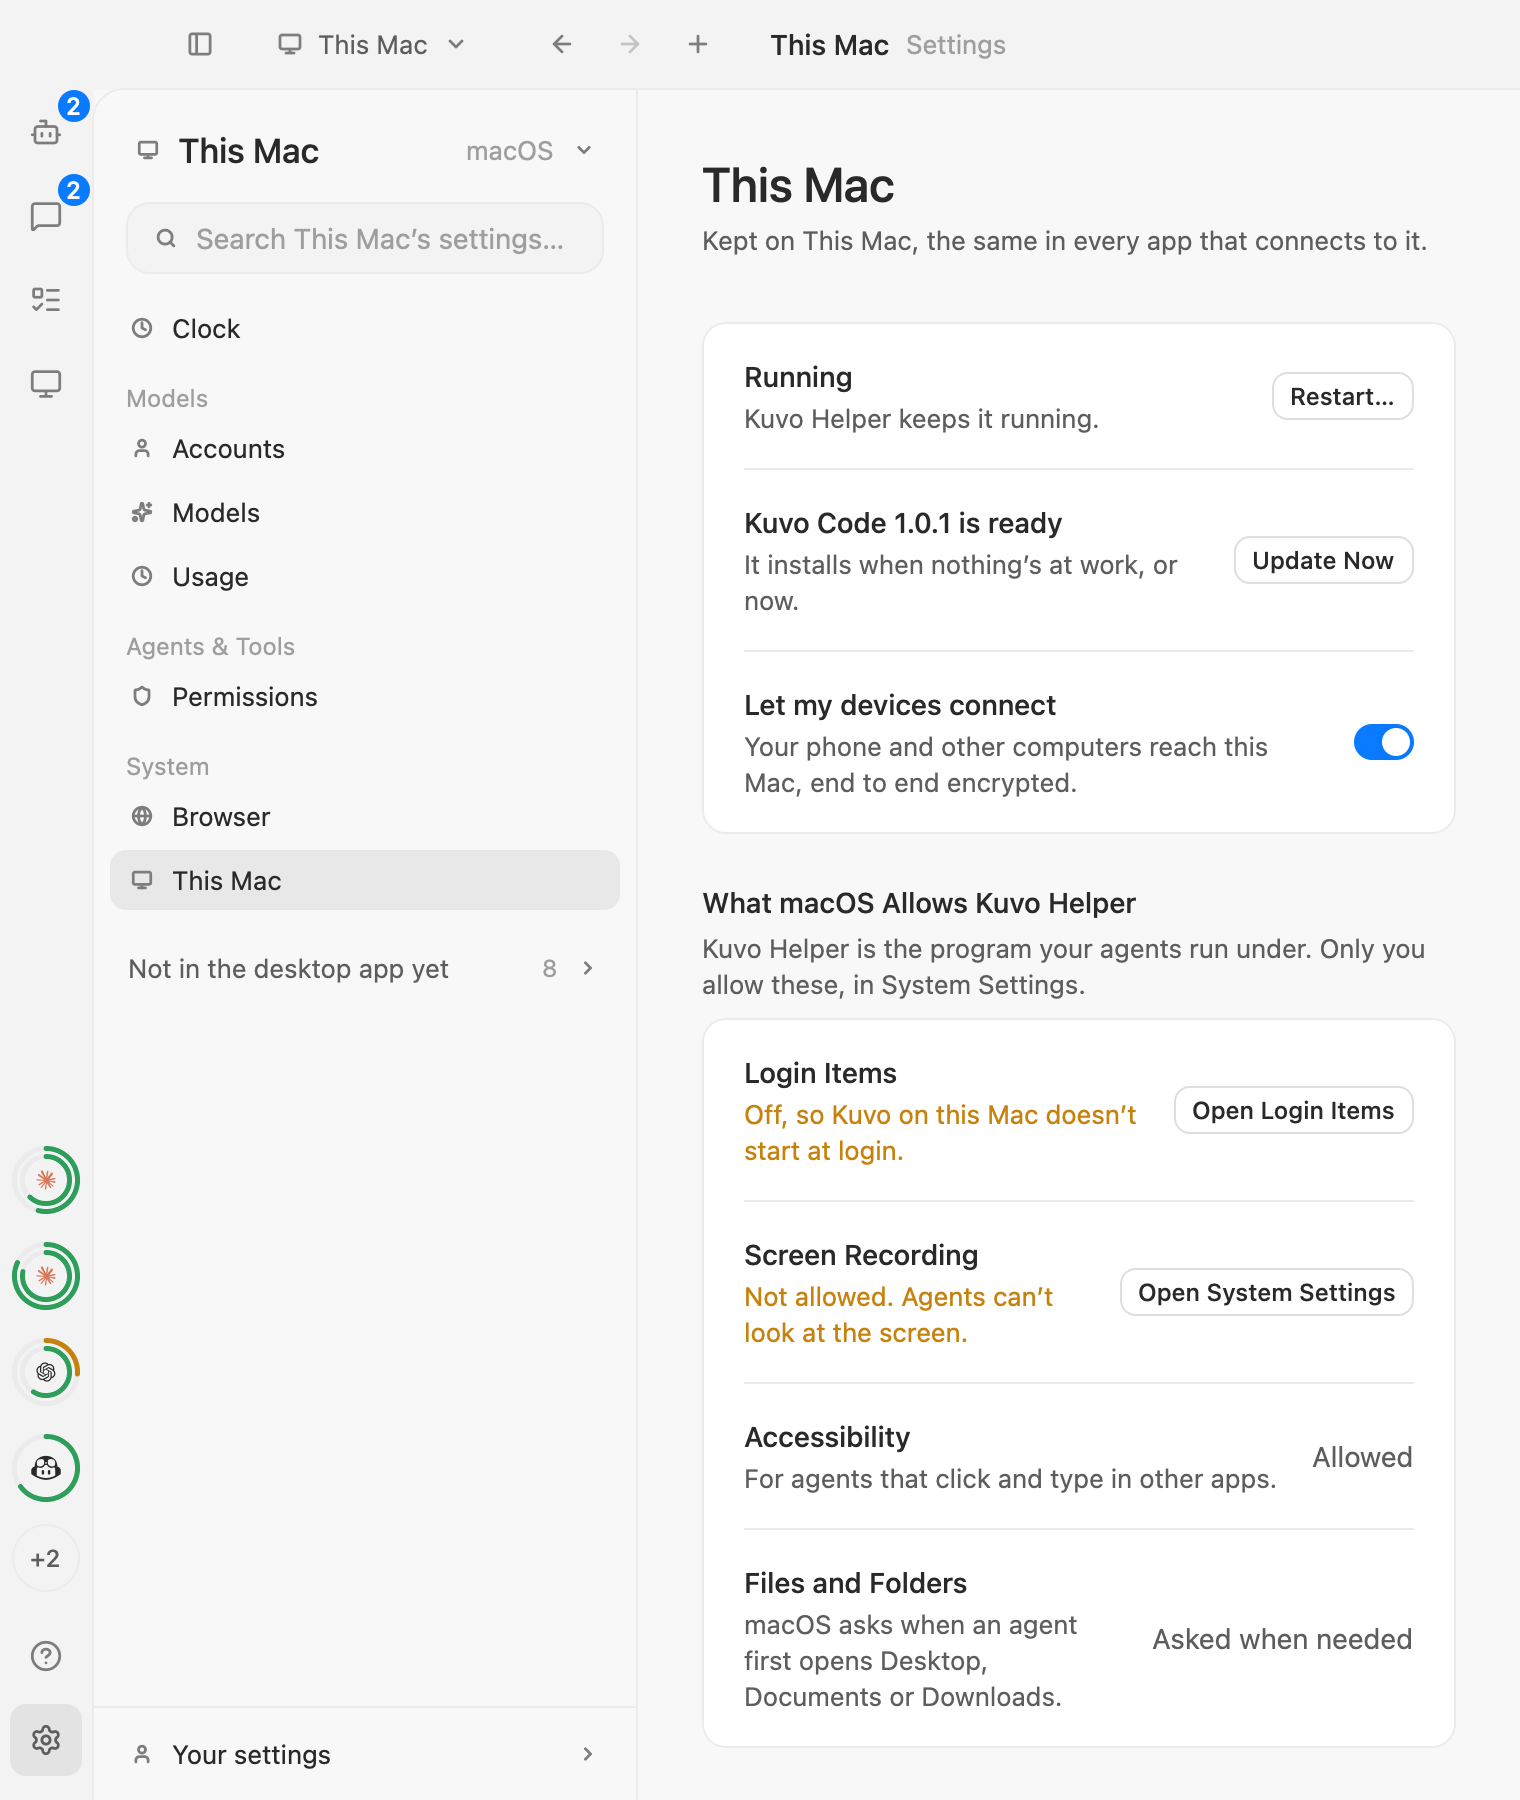 This Mac
This Mac Settings
2
2
This Mac
macOS
Search This Mac’s settings...
Clock
Models
Accounts
Models
Usage
Agents & Tools
Permissions
System
Browser
This Mac
Not in the desktop app yet
8
+2
Your settings
This Mac
Kept on This Mac, the same in every app that connects to it.
Running
Kuvo Helper keeps it running.
Restart...
Kuvo Code 1.0.1 is ready
It installs when nothing’s at work, or
now.
Update Now
Let my devices connect
Your phone and other computers reach this
Mac, end to end encrypted.
What macOS Allows Kuvo Helper
Kuvo Helper is the program your agents run under. Only you
allow these, in System Settings.
Login Items
Off, so Kuvo on this Mac doesn’t
start at login.
Open Login Items
Screen Recording
Not allowed. Agents can’t
look at the screen.
Open System Settings
Accessibility
For agents that click and type in other apps.
Allowed
Files and Folders
macOS asks when an agent
first opens Desktop,
Documents or Downloads.
Asked when needed